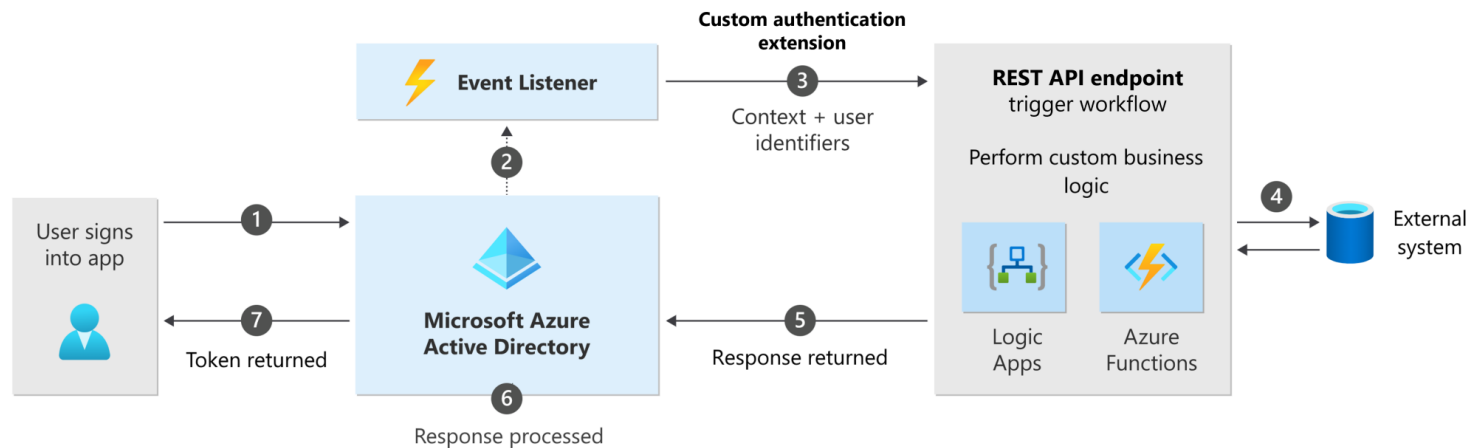 Custom authentication
extension
Event Listener
3
Context + user
identifiers
REST API endpoint
trigger workflow
Perform custom business
logic
Logic
Apps
Azure
Functions
4
External
system
2
User signs
into app
1
Microsoft Azure
Active Directory
7
Token returned
5
Response returned
6
Response processed